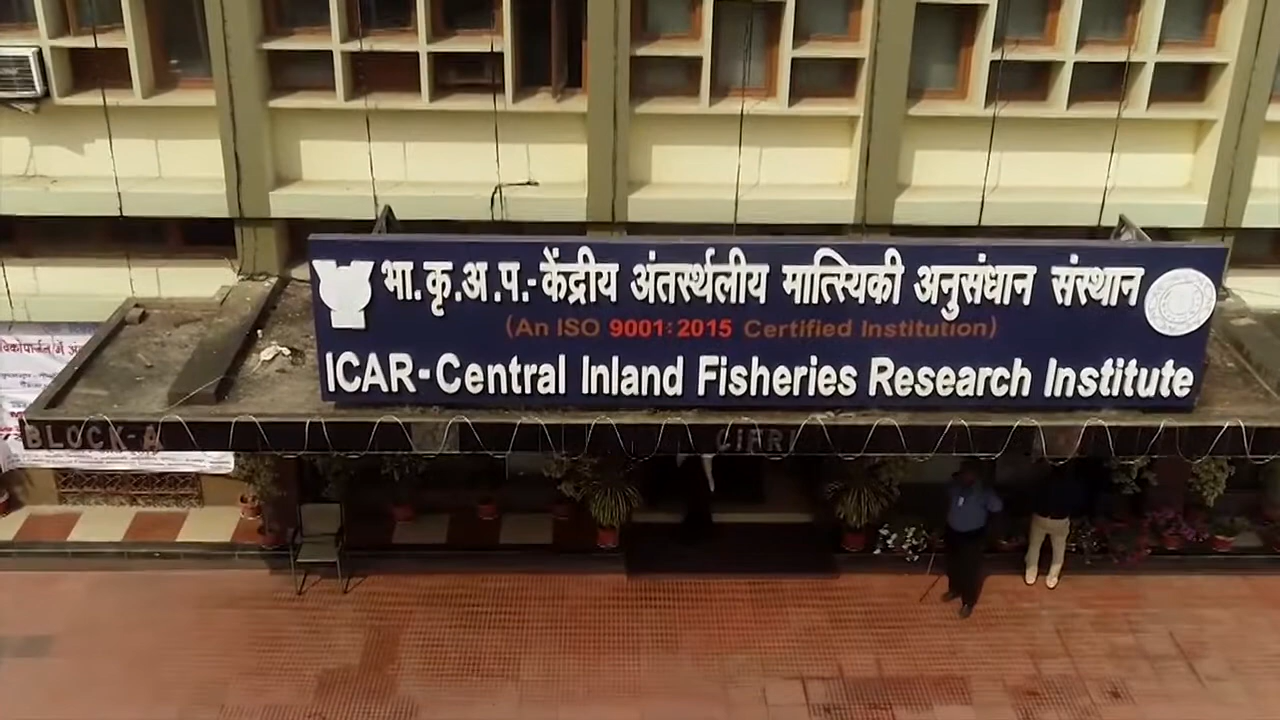 भा.कृ.अ.प.-केंद्रीय अंतर्स्थलीय मात्स्यिकी अनुसंधान संस्थान
(An ISO 9001:2015 Certified Institution)
ICAR-Central Inland Fisheries Research Institute
BLOCK-A
CIFRI